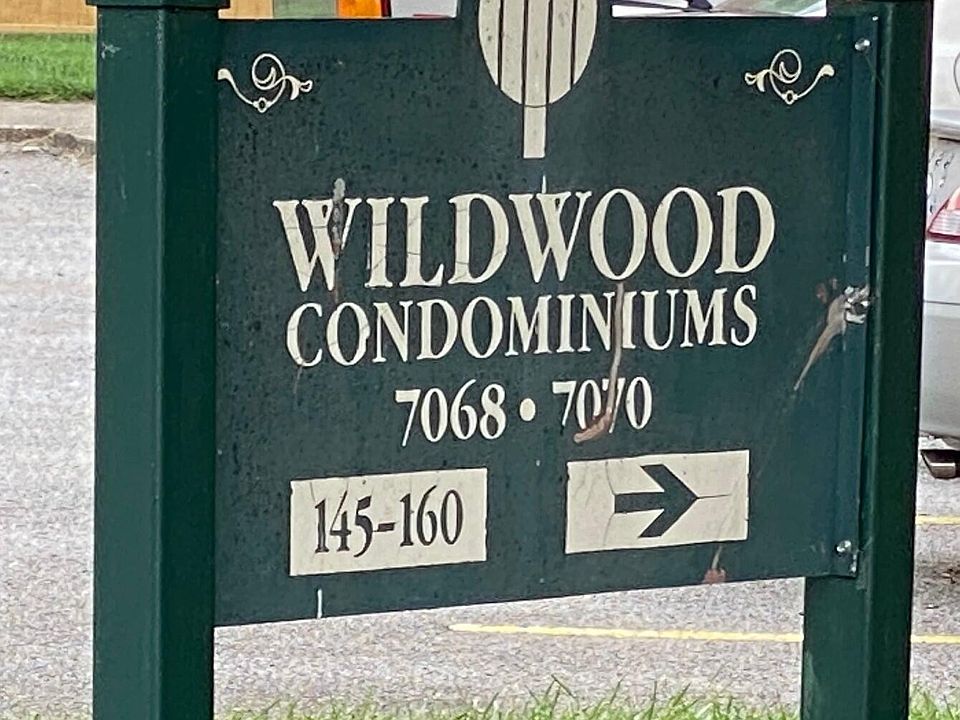 WILDWOOD
CONDOMINIUMS
7068 • 7070
145-160